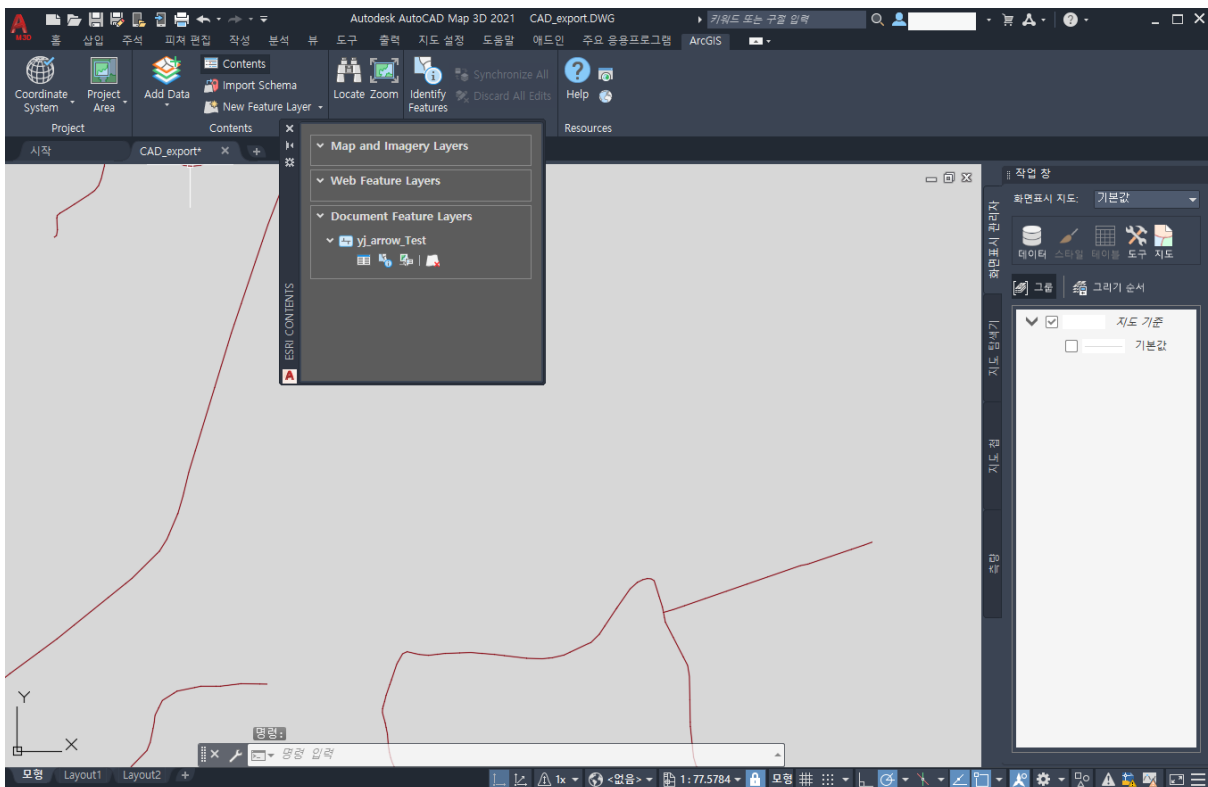 Autodesk AutoCAD Map 3D 2021 CAD_export.DWG 키워드 또는 구절 입력
M3D 홈 삽입 주석 피쳐 편집 작성 분석 뷰 도구 출력 지도 설정 도움말 애드인 주요 응용프로그램 ArcGIS
Coordinate System
Project Area
Add Data
Contents
Import Schema
New Feature Layer
Locate Zoom
Identify Features
Synchronize All
Discard All Edits
Help
Project Contents Resources
시작 CAD_export* +
Map and Imagery Layers
Web Feature Layers
Document Feature Layers
yj_arrow_Test
ESRI CONTENTS
작업 창
화면표시 지도: 기본값
데이터 스타일 테이블 도구 지도
그룹 그리기 순서
지도 기준
기본값
화면표시 관리자
지도 탐색기
지도 집
측량
Y
X
명령:
명령 입력
모형 Layout1 Layout2 +
1x <없음> 1:77.5784 모형